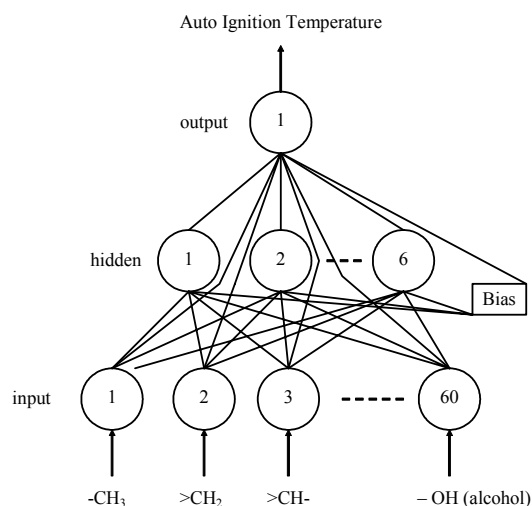 Auto Ignition Temperature
output 1
hidden 1 2 6
Bias
input 1 2 3 60
-CH₃ >CH₂ >CH- – OH (alcohol)